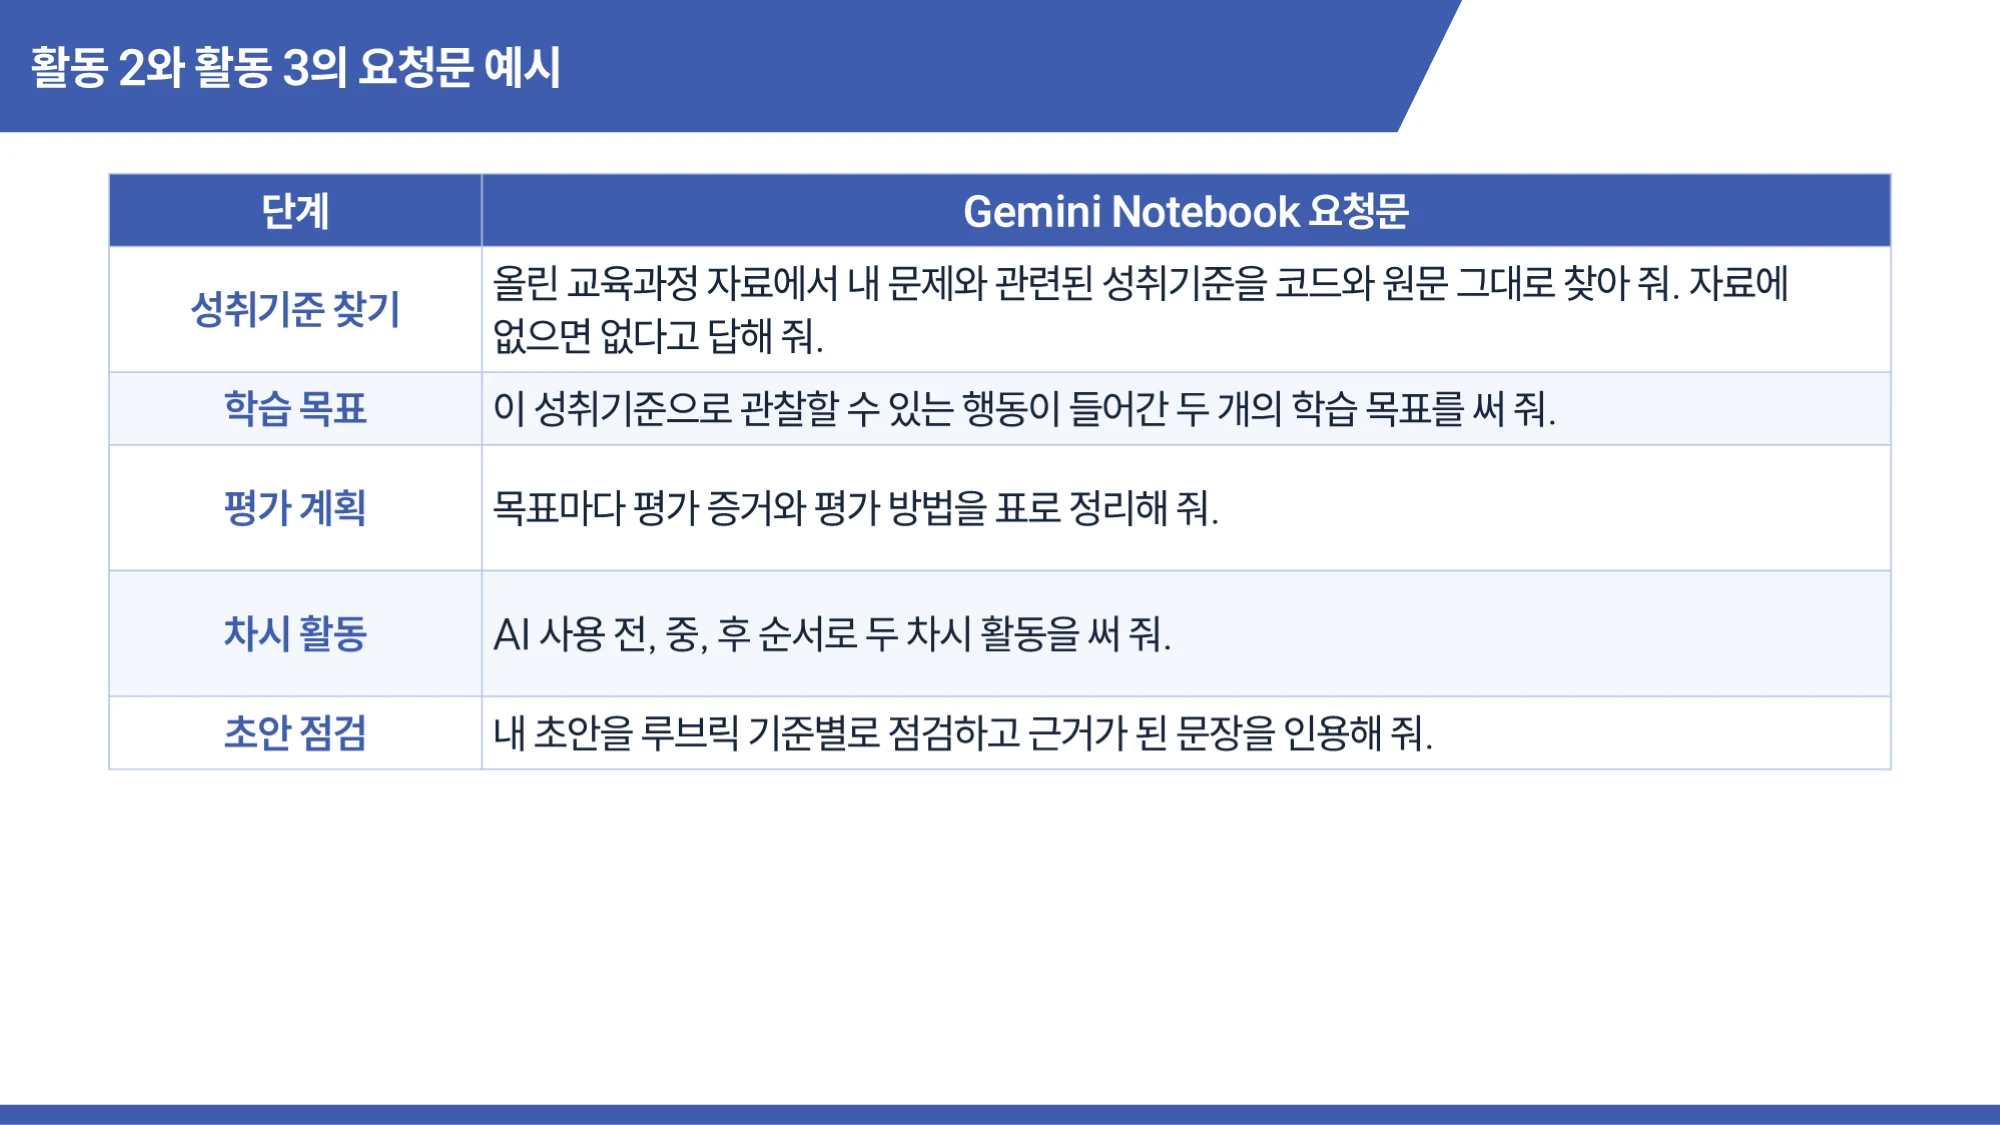 활동 2와 활동 3의 요청문 예시
단계
Gemini Notebook 요청문
성취기준 찾기
올린 교육과정 자료에서 내 문제와 관련된 성취기준을 코드와 원문 그대로 찾아 줘. 자료에
없으면 없다고 답해 줘.
학습 목표
이 성취기준으로 관찰할 수 있는 행동이 들어간 두 개의 학습 목표를 써 줘.
평가 계획
목표마다 평가 증거와 평가 방법을 표로 정리해 줘.
차시 활동
AI 사용 전, 중, 후 순서로 두 차시 활동을 써 줘.
초안 점검
내 초안을 루브릭 기준별로 점검하고 근거가 된 문장을 인용해 줘.